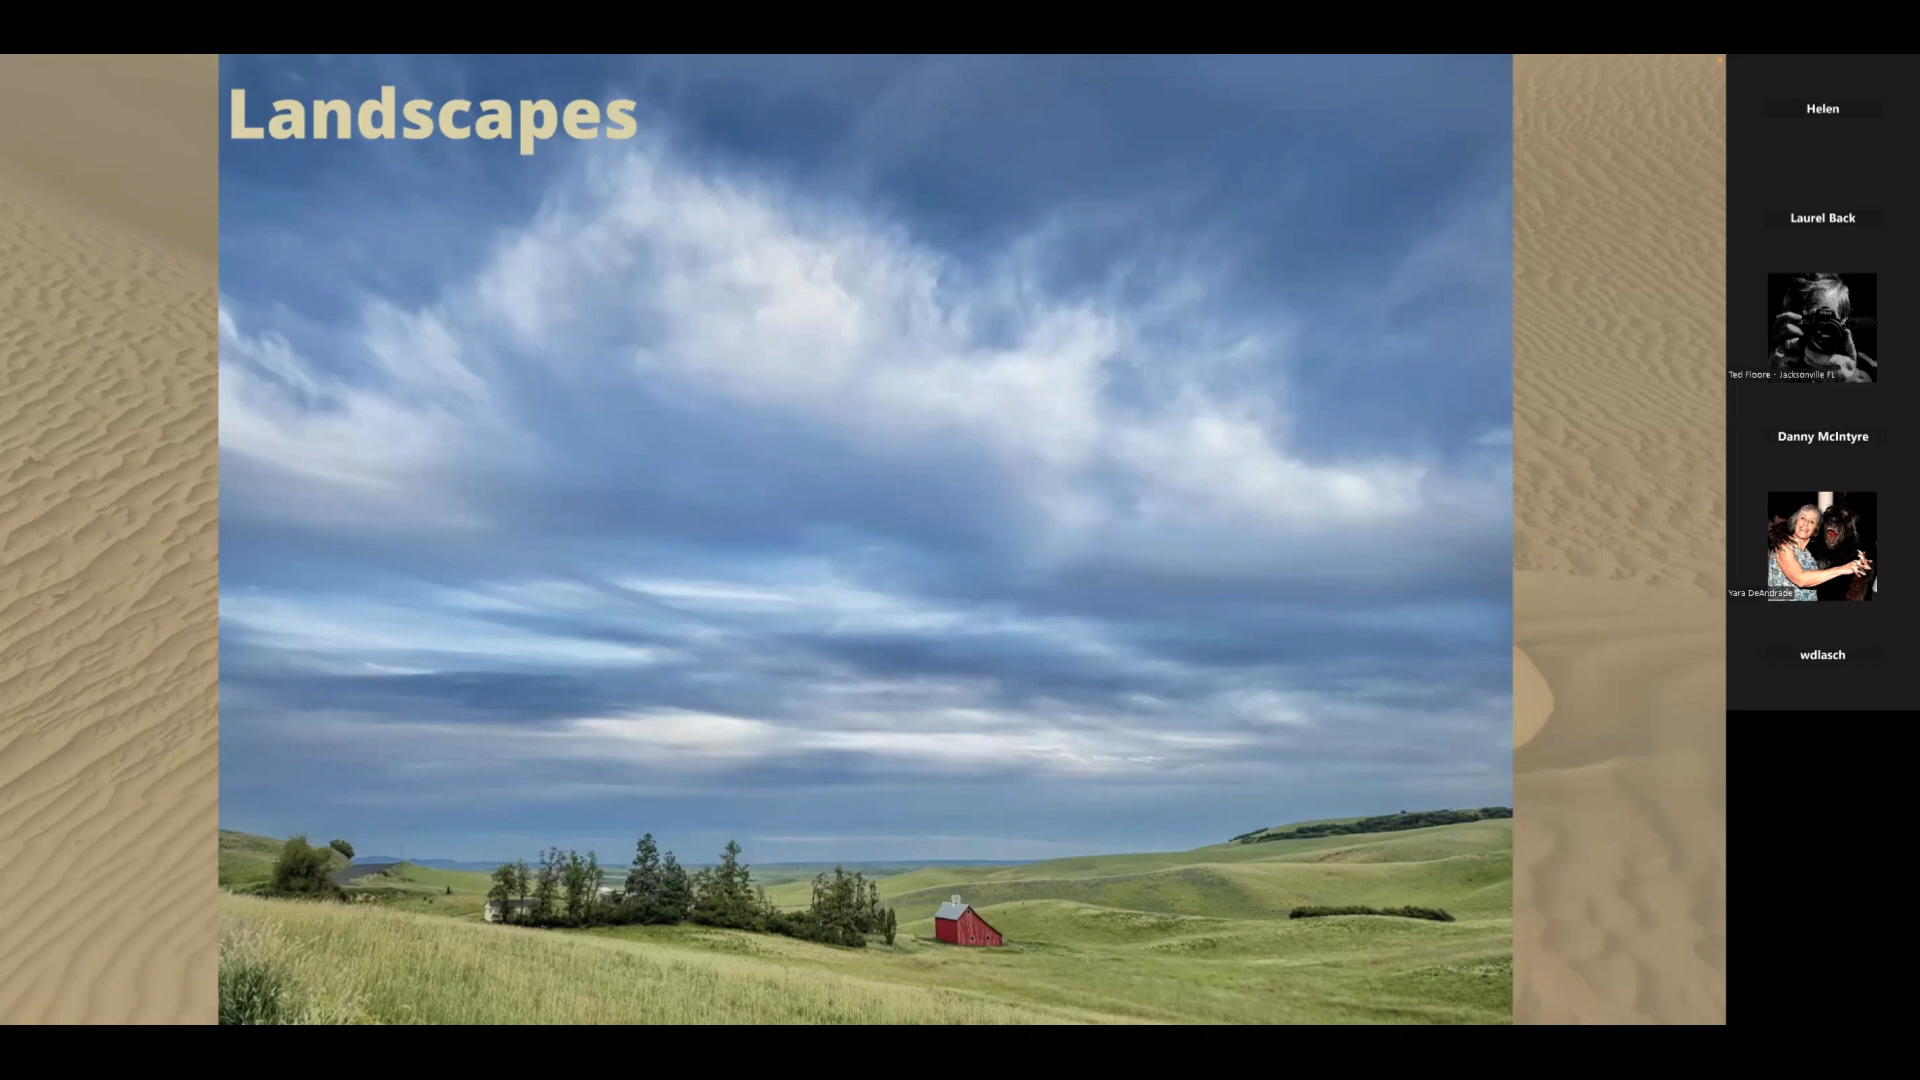 Landscapes
Helen
Laurel Back
Ted Floore - Jacksonville FL
Danny McIntyre
Yara DeAndrade
wdlasch